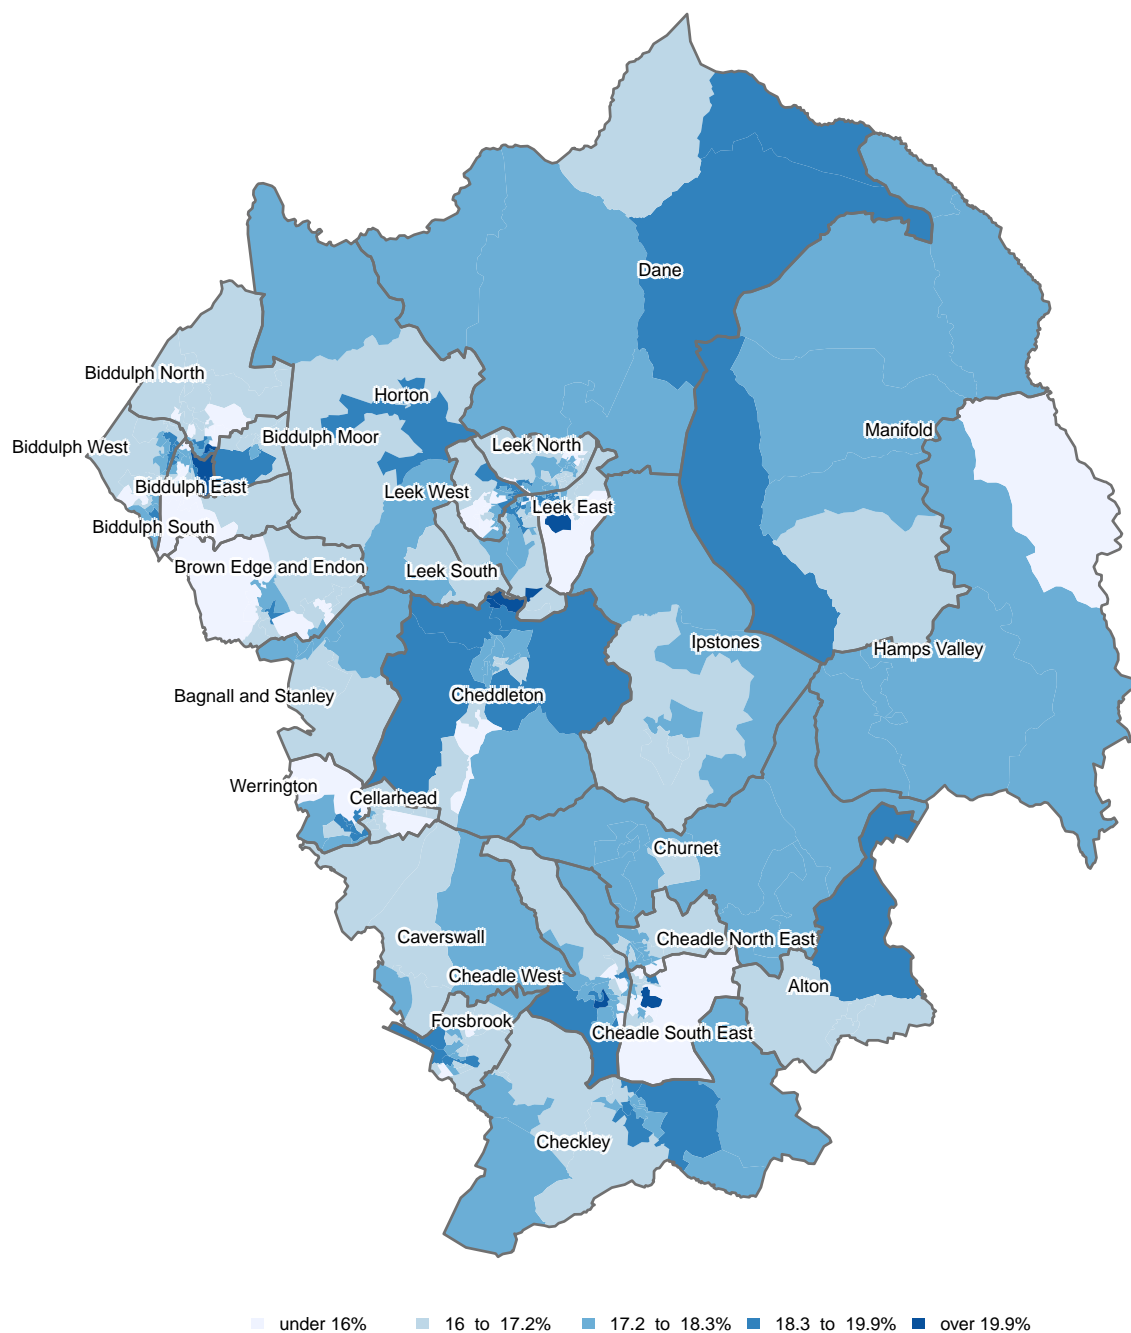 Dane
Biddulph North
Horton
Manifold
Biddulph Moor
Leek North
Biddulph West
Biddulph East
Leek West
Leek East
Biddulph South
Brown Edge and Endon
Leek South
Ipstones
Hamps Valley
Bagnall and Stanley
Cheddleton
Werrington
Cellarhead
Churnet
Caverswall
Cheadle North East
Cheadle West
Alton
Forsbrook
Cheadle South East
Checkley
under 16% 16 to 17.2% 17.2 to 18.3% 18.3 to 19.9% over 19.9%